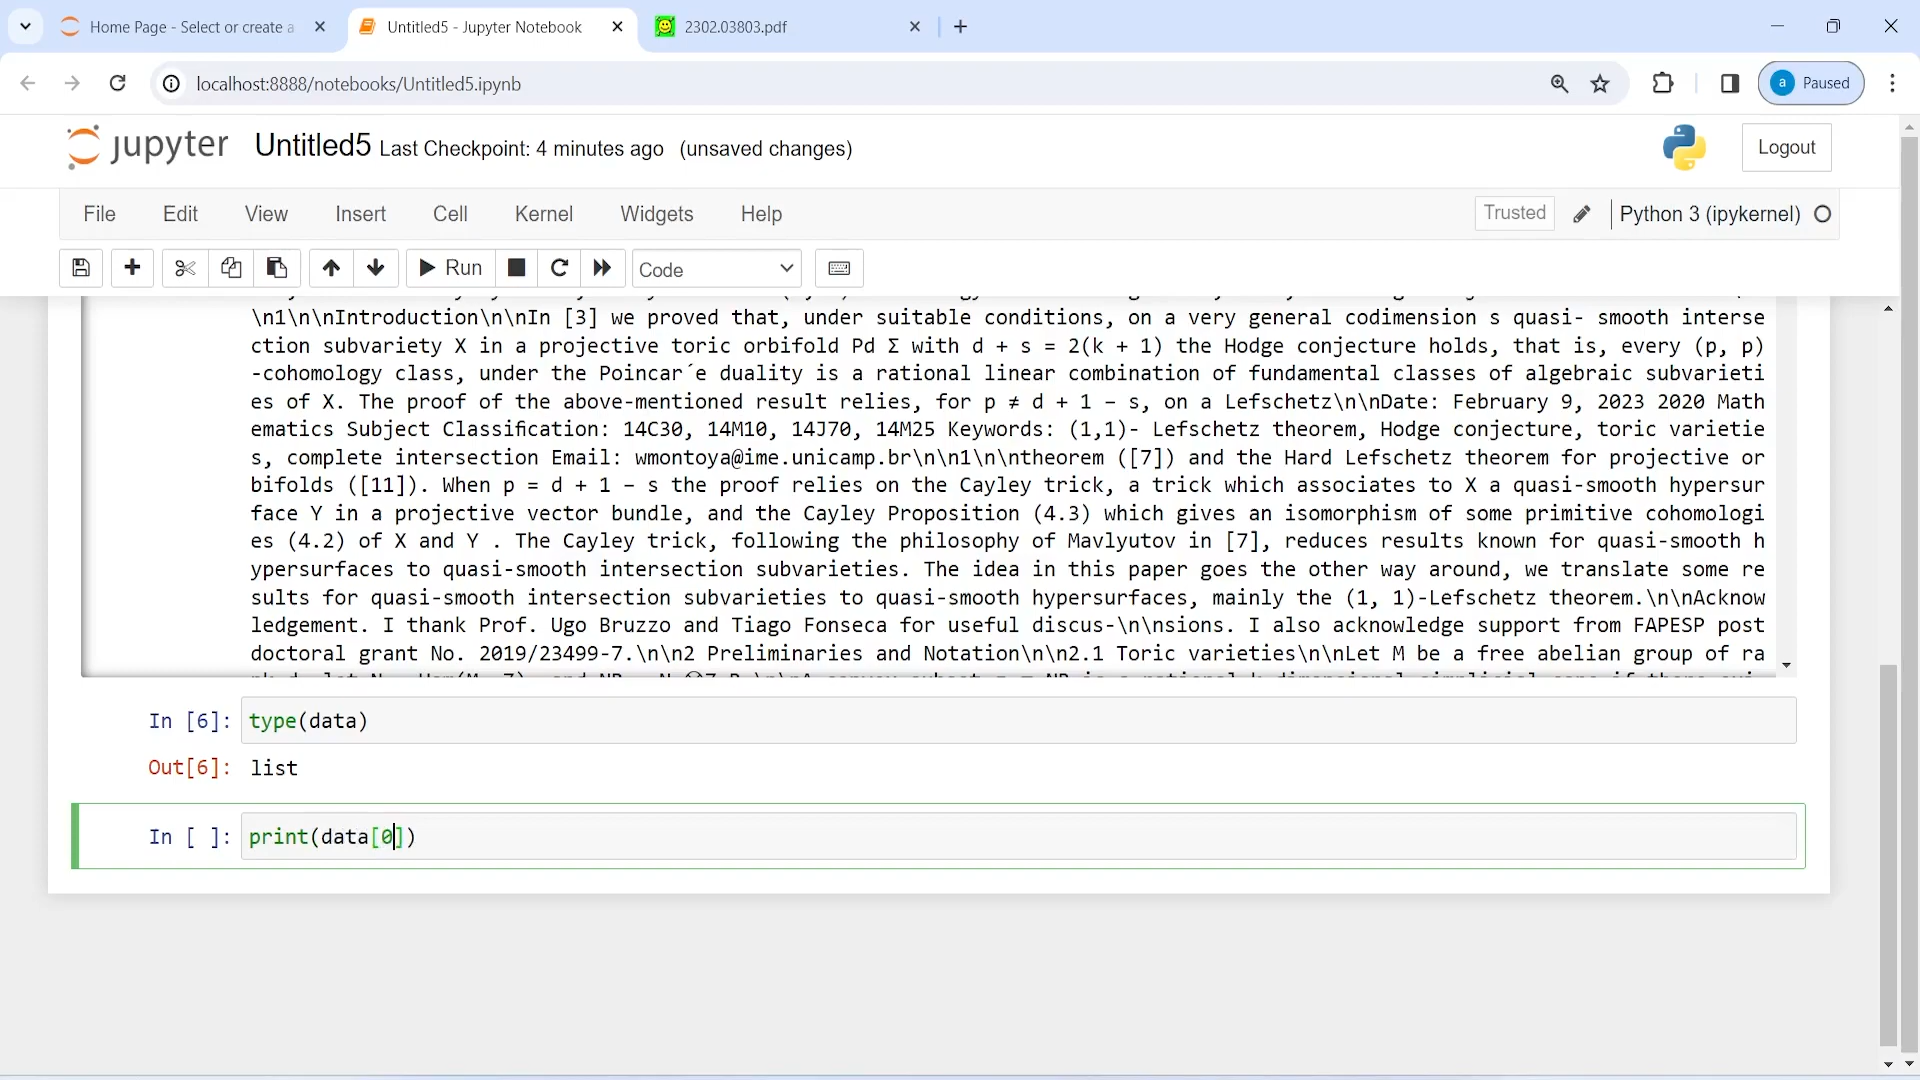 Home Page - Select or create a
Untitled5 - Jupyter Notebook
2302.03803.pdf
localhost:8888/notebooks/Untitled5.ipynb
a Paused
jupyter Untitled5 Last Checkpoint: 4 minutes ago (unsaved changes)
Logout
File Edit View Insert Cell Kernel Widgets Help
Trusted
Python 3 (ipykernel)
Run
Code
\n1\n\nIntroduction\n\nIn [3] we proved that, under suitable conditions, on a very general codimension s quasi- smooth interse
ction subvariety X in a projective toric orbifold Pd Σ with d + s = 2(k + 1) the Hodge conjecture holds, that is, every (p, p)
-cohomology class, under the Poincar´e duality is a rational linear combination of fundamental classes of algebraic subvarieti
es of X. The proof of the above-mentioned result relies, for p ≠ d + 1 − s, on a Lefschetz\n\nDate: February 9, 2023 2020 Math
ematics Subject Classiﬁcation: 14C30, 14M10, 14J70, 14M25 Keywords: (1,1)- Lefschetz theorem, Hodge conjecture, toric varietie
s, complete intersection Email: wmontoya@ime.unicamp.br\n\n1\n\ntheorem ([7]) and the Hard Lefschetz theorem for projective or
bifolds ([11]). When p = d + 1 − s the proof relies on the Cayley trick, a trick which associates to X a quasi-smooth hypersur
face Y in a projective vector bundle, and the Cayley Proposition (4.3) which gives an isomorphism of some primitive cohomologi
es (4.2) of X and Y . The Cayley trick, following the philosophy of Mavlyutov in [7], reduces results known for quasi-smooth h
ypersurfaces to quasi-smooth intersection subvarieties. The idea in this paper goes the other way around, we translate some re
sults for quasi-smooth intersection subvarieties to quasi-smooth hypersurfaces, mainly the (1, 1)-Lefschetz theorem.\n\nAcknow
ledgement. I thank Prof. Ugo Bruzzo and Tiago Fonseca for useful discus-\n\nsions. I also acknowledge support from FAPESP post
doctoral grant No. 2019/23499-7.\n\n2 Preliminaries and Notation\n\n2.1 Toric varieties\n\nLet M be a free abelian group of ra
In [6]: type(data)
Out[6]: list
In [ ]: print(data[0])